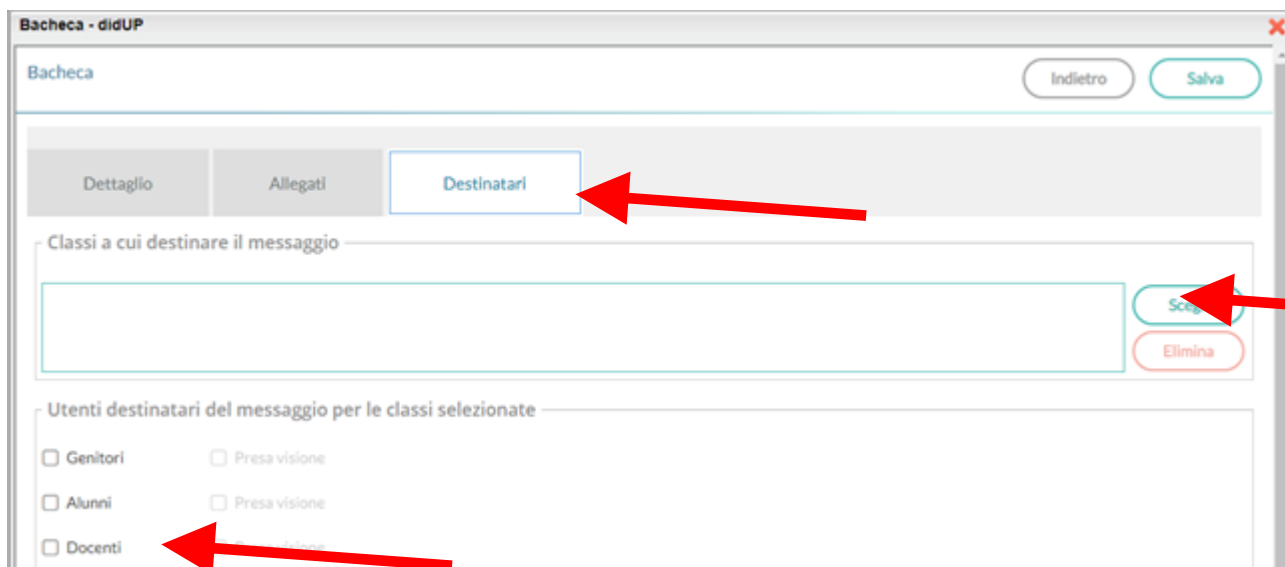 Bacheca - didUP
Bacheca
Indietro
Salva
Dettaglio
Allegati
Destinatari
Classi a cui destinare il messaggio
Elimina
Utenti destinatari del messaggio per le classi selezionate
Genitori
Presa visione
Alunni
Presa visione
Docenti
visione